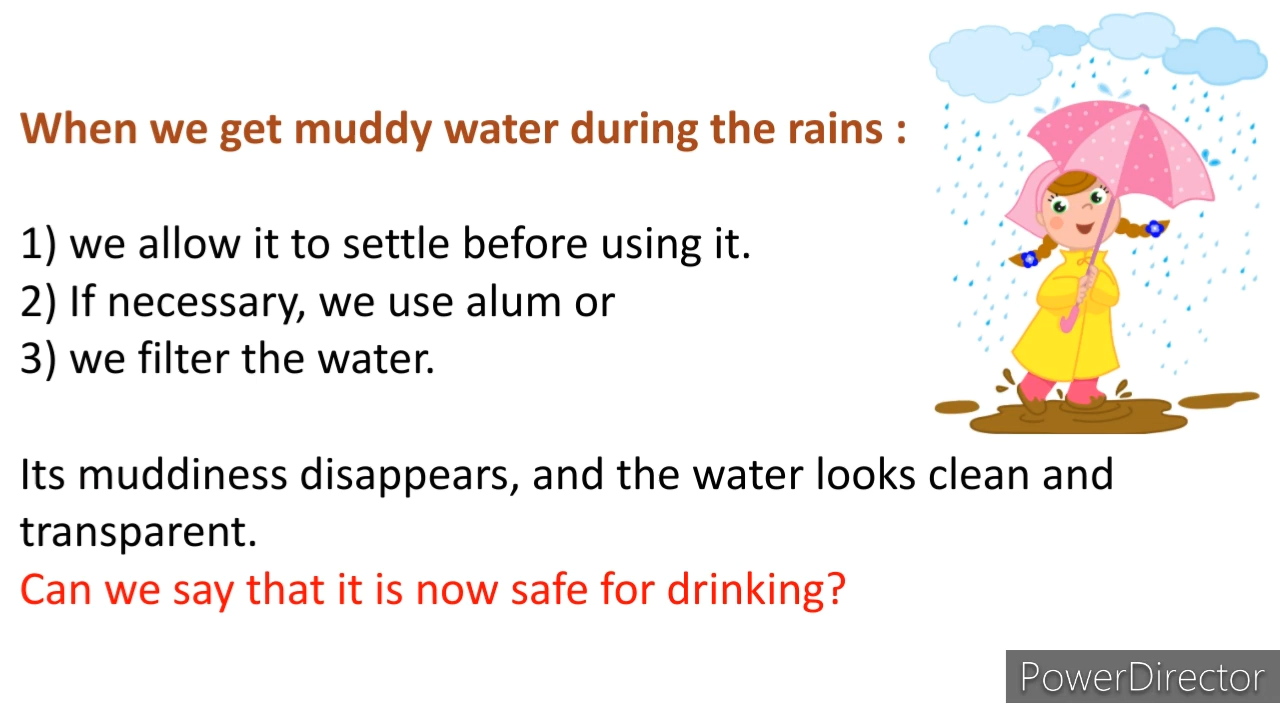 When we get muddy water during the rains :
1) we allow it to settle before using it.
2) If necessary, we use alum or
3) we filter the water.
Its muddiness disappears, and the water looks clean and
transparent.
Can we say that it is now safe for drinking?
PowerDirector